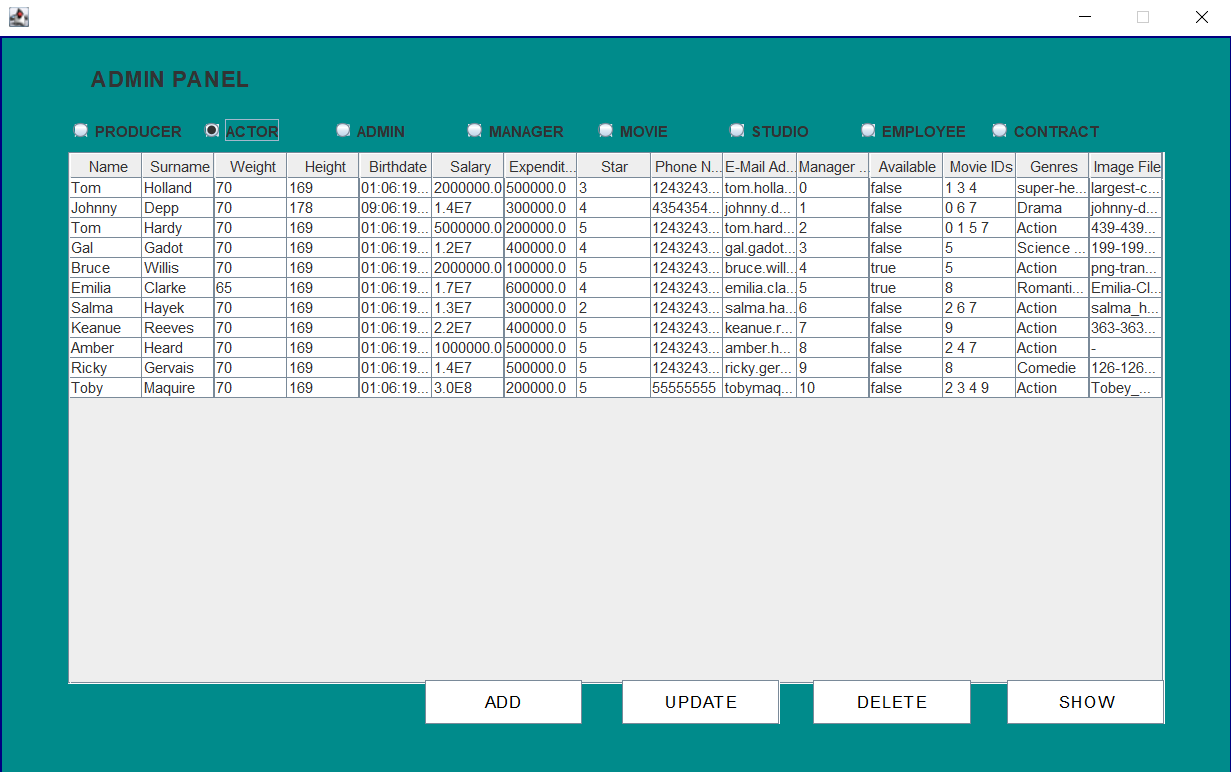 ADMIN PANEL
PRODUCER ACTOR ADMIN MANAGER MOVIE STUDIO EMPLOYEE CONTRACT
Name Surname Weight Height Birthdate Salary Expendit... Star Phone N... E-Mail Ad... Manager ... Available Movie IDs Genres Image File
Tom Holland 70 169 01:06:19... 2000000.0 500000.0 3 1243243... tom.holla... 0 false 1 3 4 super-he... largest-c...
Johnny Depp 70 178 09:06:19... 1.4E7 300000.0 4 4354354... johnny.d... 1 false 0 6 7 Drama johnny-d...
Tom Hardy 70 169 01:06:19... 5000000.0 200000.0 5 1243243... tom.hard... 2 false 0 1 5 7 Action 439-439...
Gal Gadot 70 169 01:06:19... 1.2E7 400000.0 4 1243243... gal.gadot... 3 false 5 Science ... 199-199...
Bruce Willis 70 169 01:06:19... 2000000.0 100000.0 5 1243243... bruce.will... 4 true 5 Action png-tran...
Emilia Clarke 65 169 01:06:19... 1.7E7 600000.0 4 1243243... emilia.cla... 5 true 8 Romanti... Emilia-Cl...
Salma Hayek 70 169 01:06:19... 1.3E7 300000.0 2 1243243... salma.ha... 6 false 2 6 7 Action salma_h...
Keanue Reeves 70 169 01:06:19... 2.2E7 400000.0 5 1243243... keanue.r... 7 false 9 Action 363-363...
Amber Heard 70 169 01:06:19... 1000000.0 500000.0 5 1243243... amber.h... 8 false 2 4 7 Action -
Ricky Gervais 70 169 01:06:19... 1.4E7 500000.0 5 1243243... ricky.ger... 9 false 8 Comedie 126-126...
Toby Maquire 70 169 01:06:19... 3.0E8 200000.0 5 55555555 tobymaq... 10 false 2 3 4 9 Action Tobey_...
ADD UPDATE DELETE SHOW